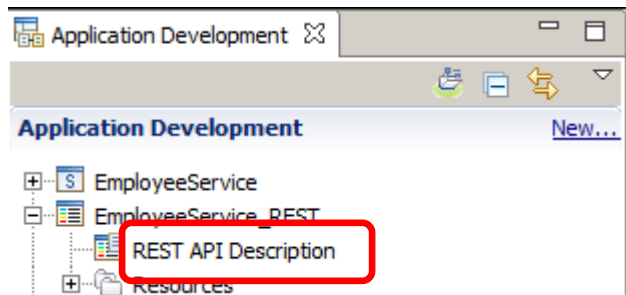 Application Development
Application Development New...
EmployeeService
EmployeeService_REST
REST API Description
Resources